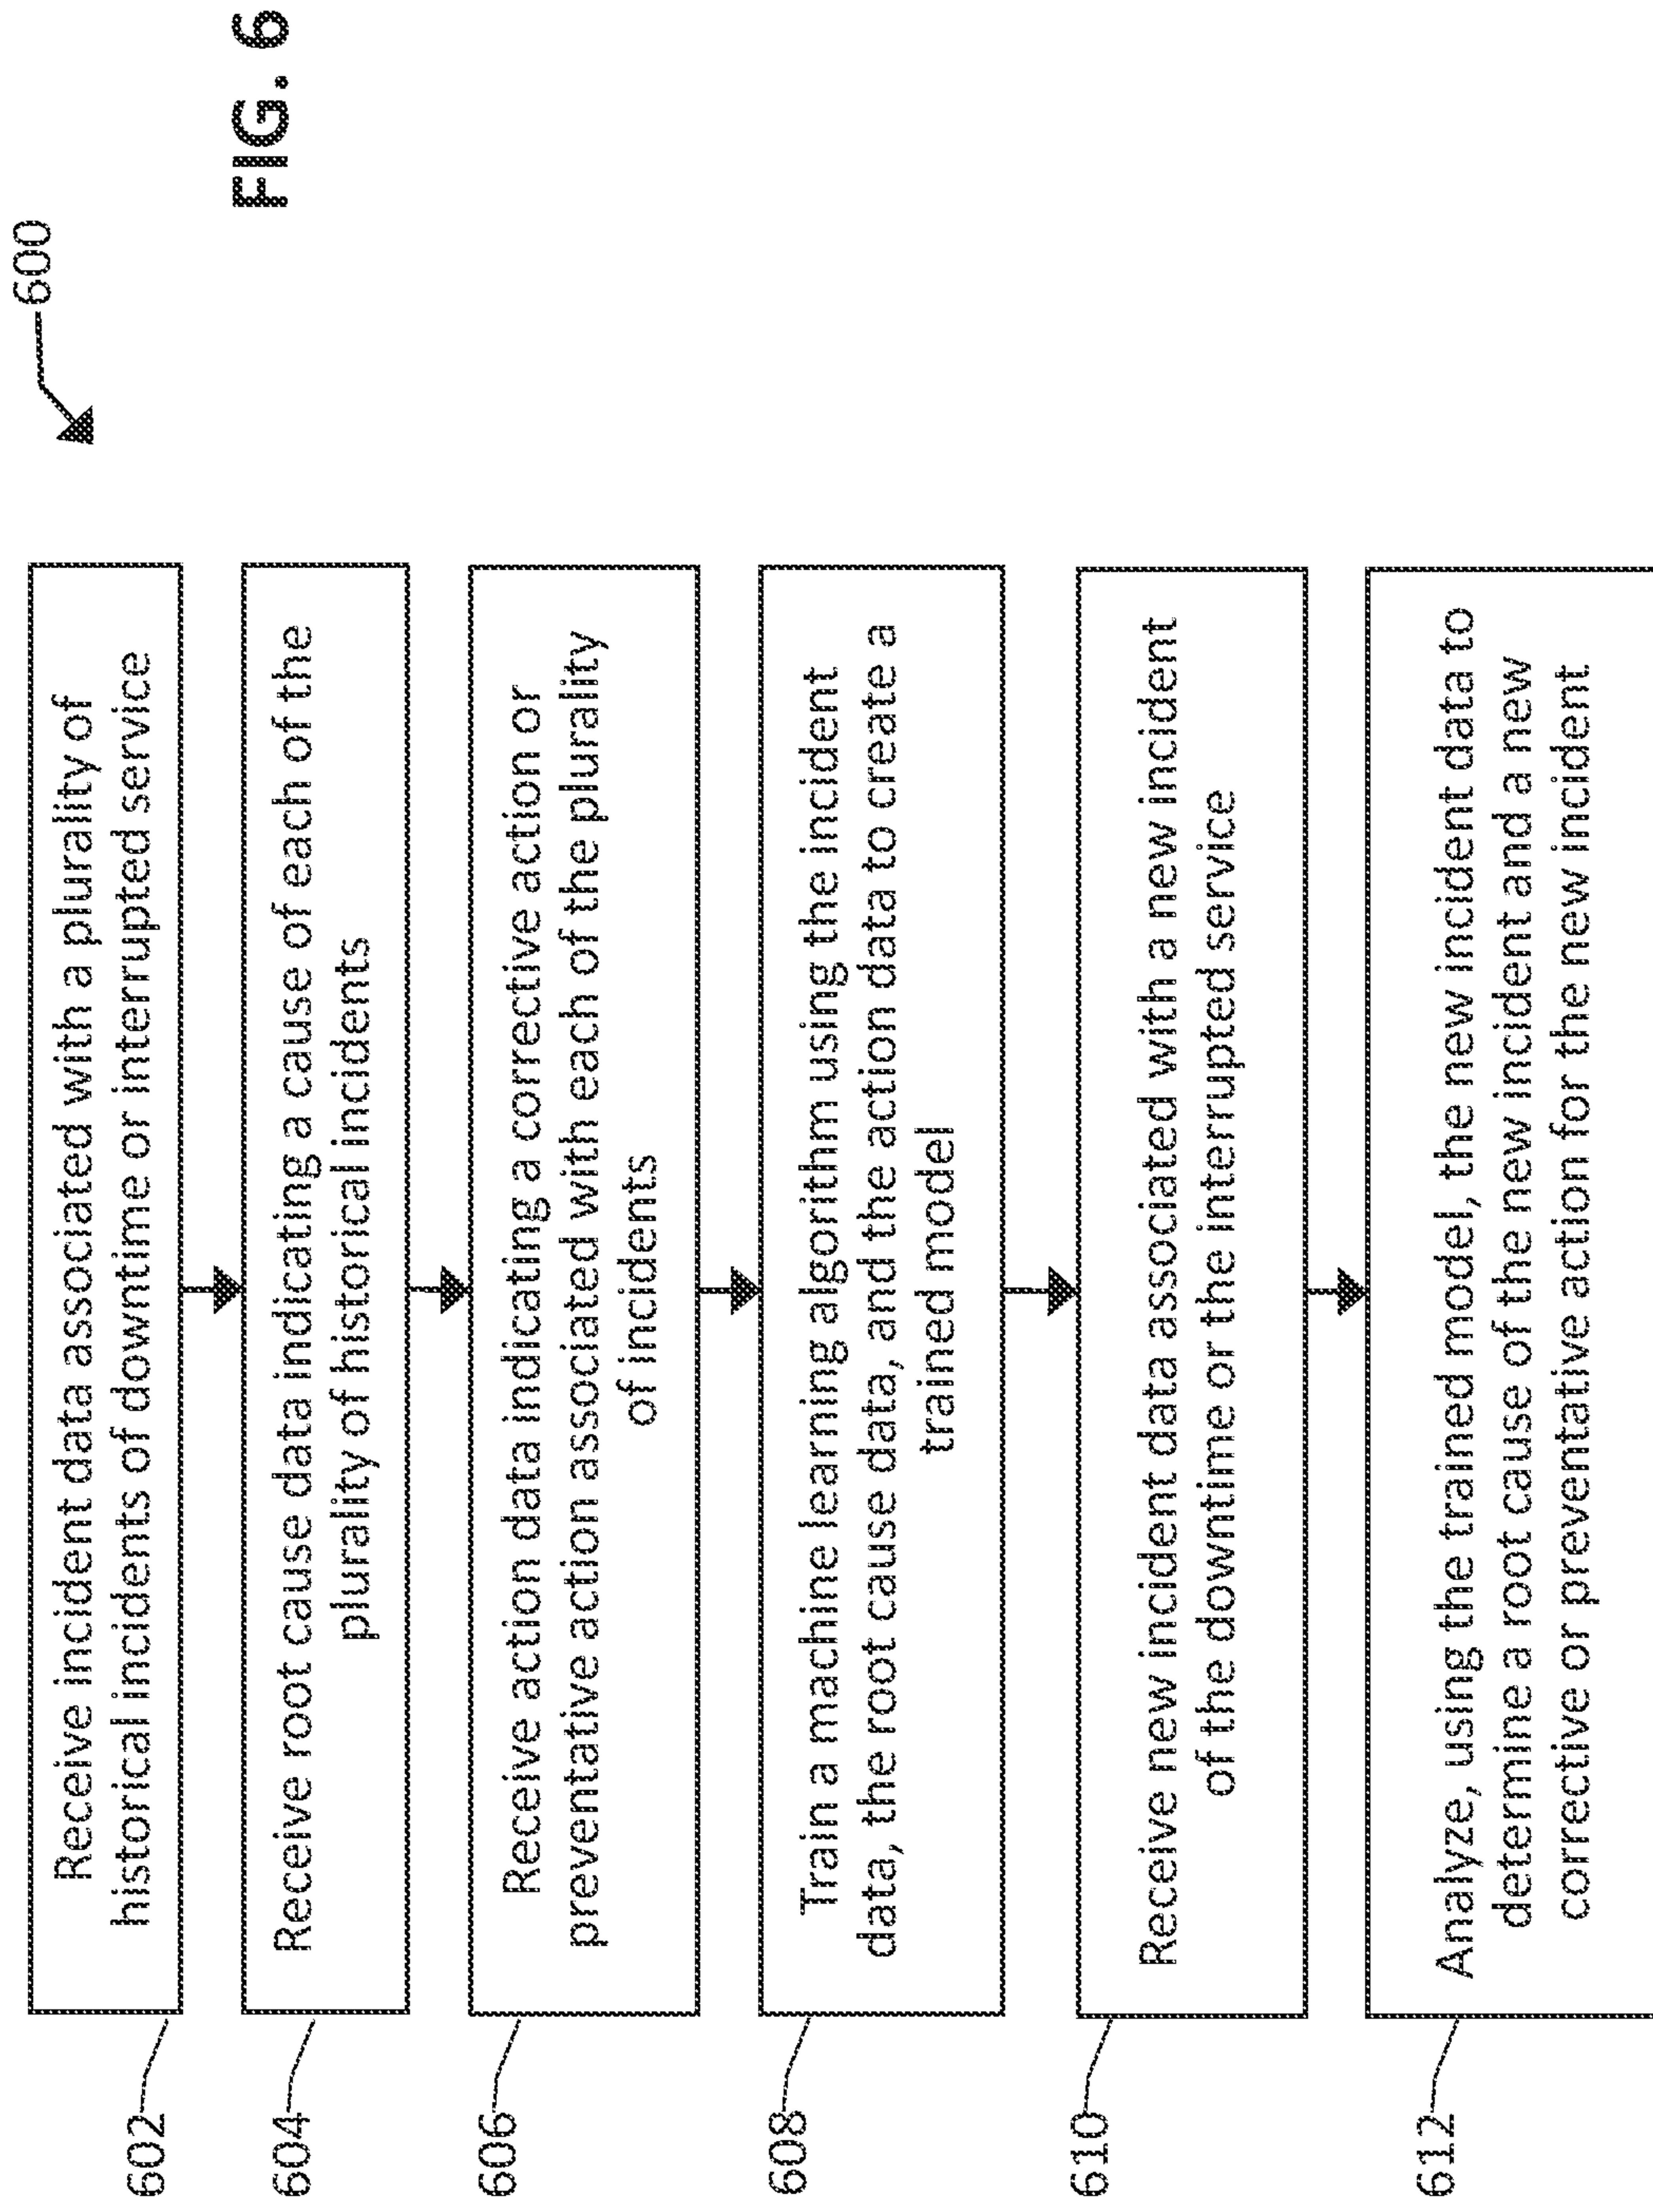 600
FIG. 6
602
Receive incident data associated with a plurality of
historical incidents of downtime or interrupted service
604
Receive root cause data indicating a cause of each of the
plurality of historical incidents
606
Receive action data indicating a corrective action or
preventative action associated with each of the plurality
of incidents
608
Train a machine learning algorithm using the incident
data, the root cause data, and the action data to create a
trained model
610
Receive new incident data associated with a new incident
of the downtime or the interrupted service
612
Analyze, using the trained model, the new incident data to
determine a root cause of the new incident and a new
corrective or preventative action for the new incident